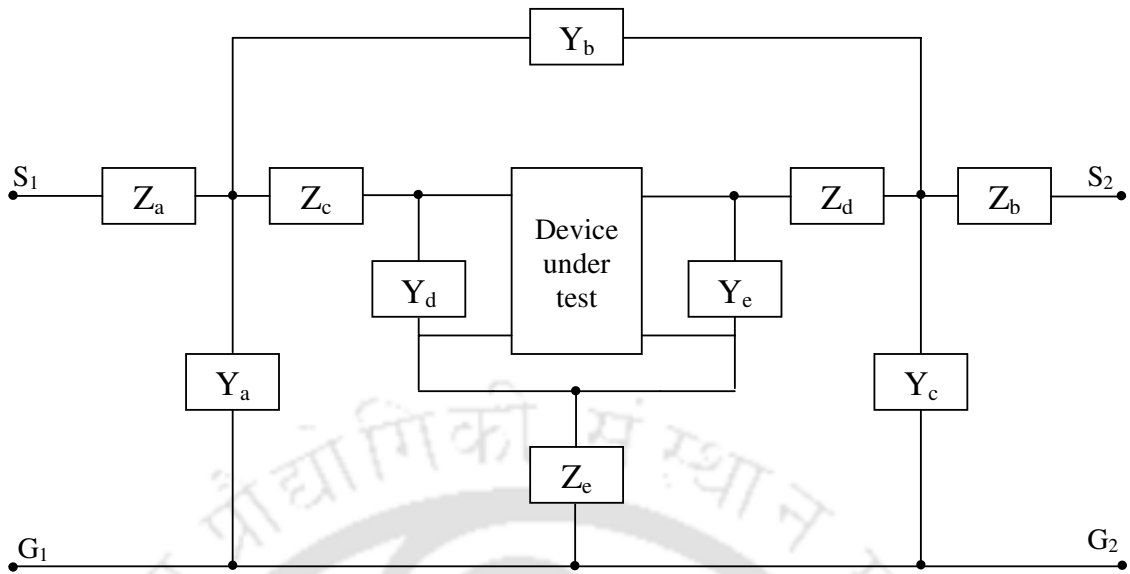 Y_b
S_1
Z_a
Z_c
Device
under
test
Z_d
Z_b
S_2
Y_d
Y_e
Y_a
Y_c
Z_e
G_1
G_2
प्रौद्योगिकी संस्थान